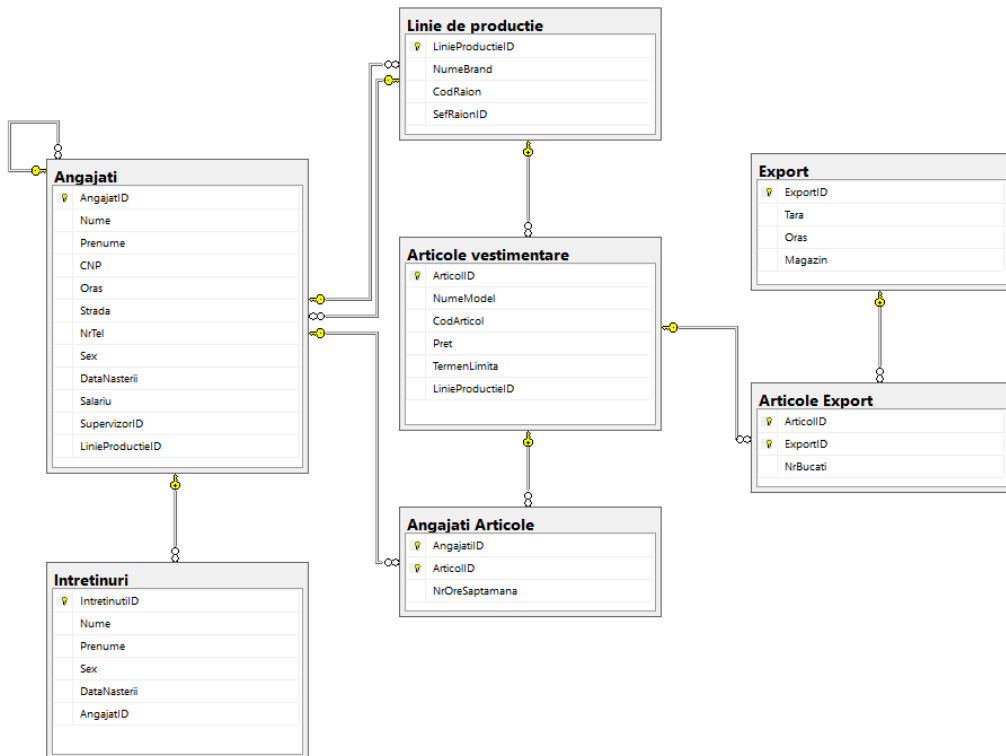 Linie de productie
LinieProductieID
NumeBrand
CodRaion
SefRaionID
Angajati
AngajatID
Nume
Prenume
CNP
Oras
Strada
NrTel
Sex
DataNasterii
Salariu
SupervizorID
LinieProductieID
Articole vestimentare
ArticolID
NumeModel
CodArticol
Pret
TermenLimita
LinieProductieID
Export
ExportID
Tara
Oras
Magazin
Articole Export
ArticolID
ExportID
NrBucati
Angajati Articole
AngajatiID
ArticolID
NrOreSaptamana
Intretinuri
IntretinutiID
Nume
Prenume
Sex
DataNasterii
AngajatID